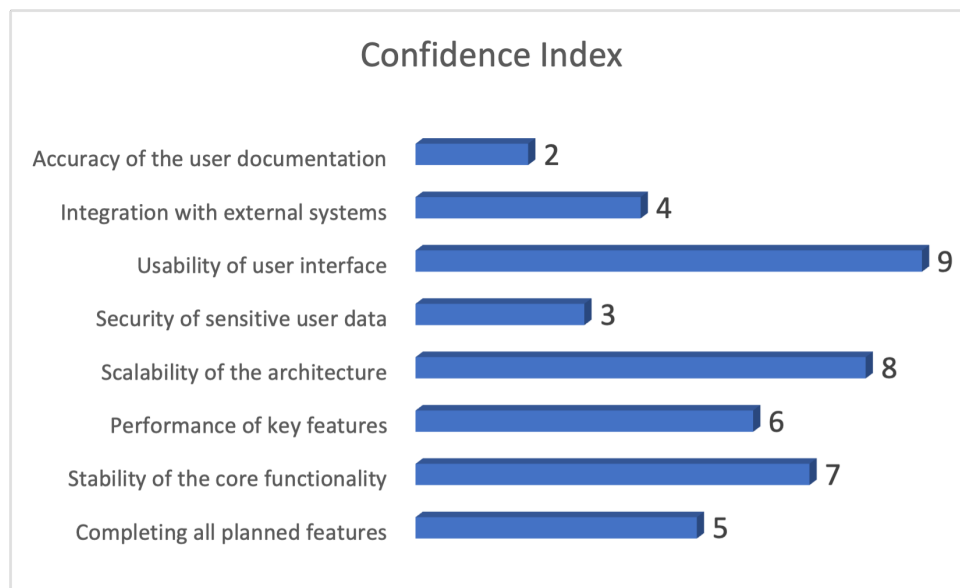 Confidence Index
Accuracy of the user documentation 2
Integration with external systems 4
Usability of user interface 9
Security of sensitive user data 3
Scalability of the architecture 8
Performance of key features 6
Stability of the core functionality 7
Completing all planned features 5